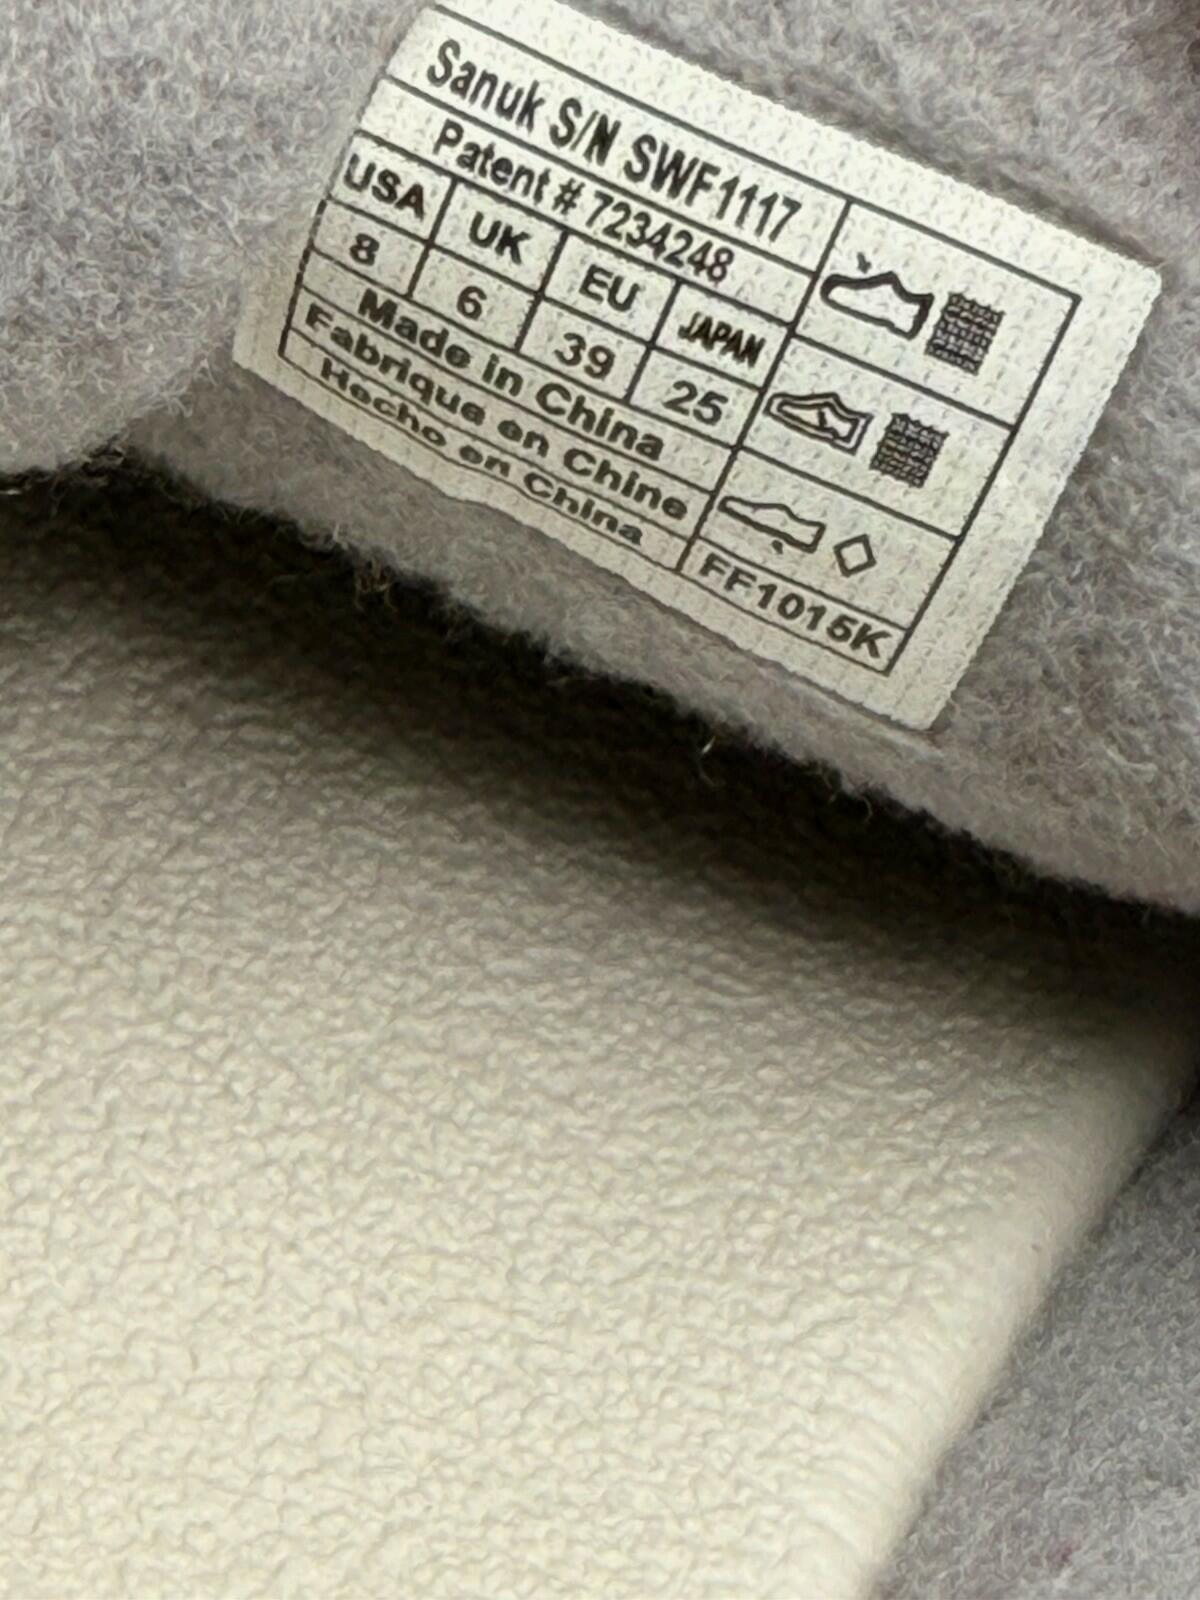 Sanuk S/N SWF1117
Patent # 7234248
USA UK EU JAPAN
8 6 39 25
Made in China
Fabrique en Chine
Hecho en China
FF1015K